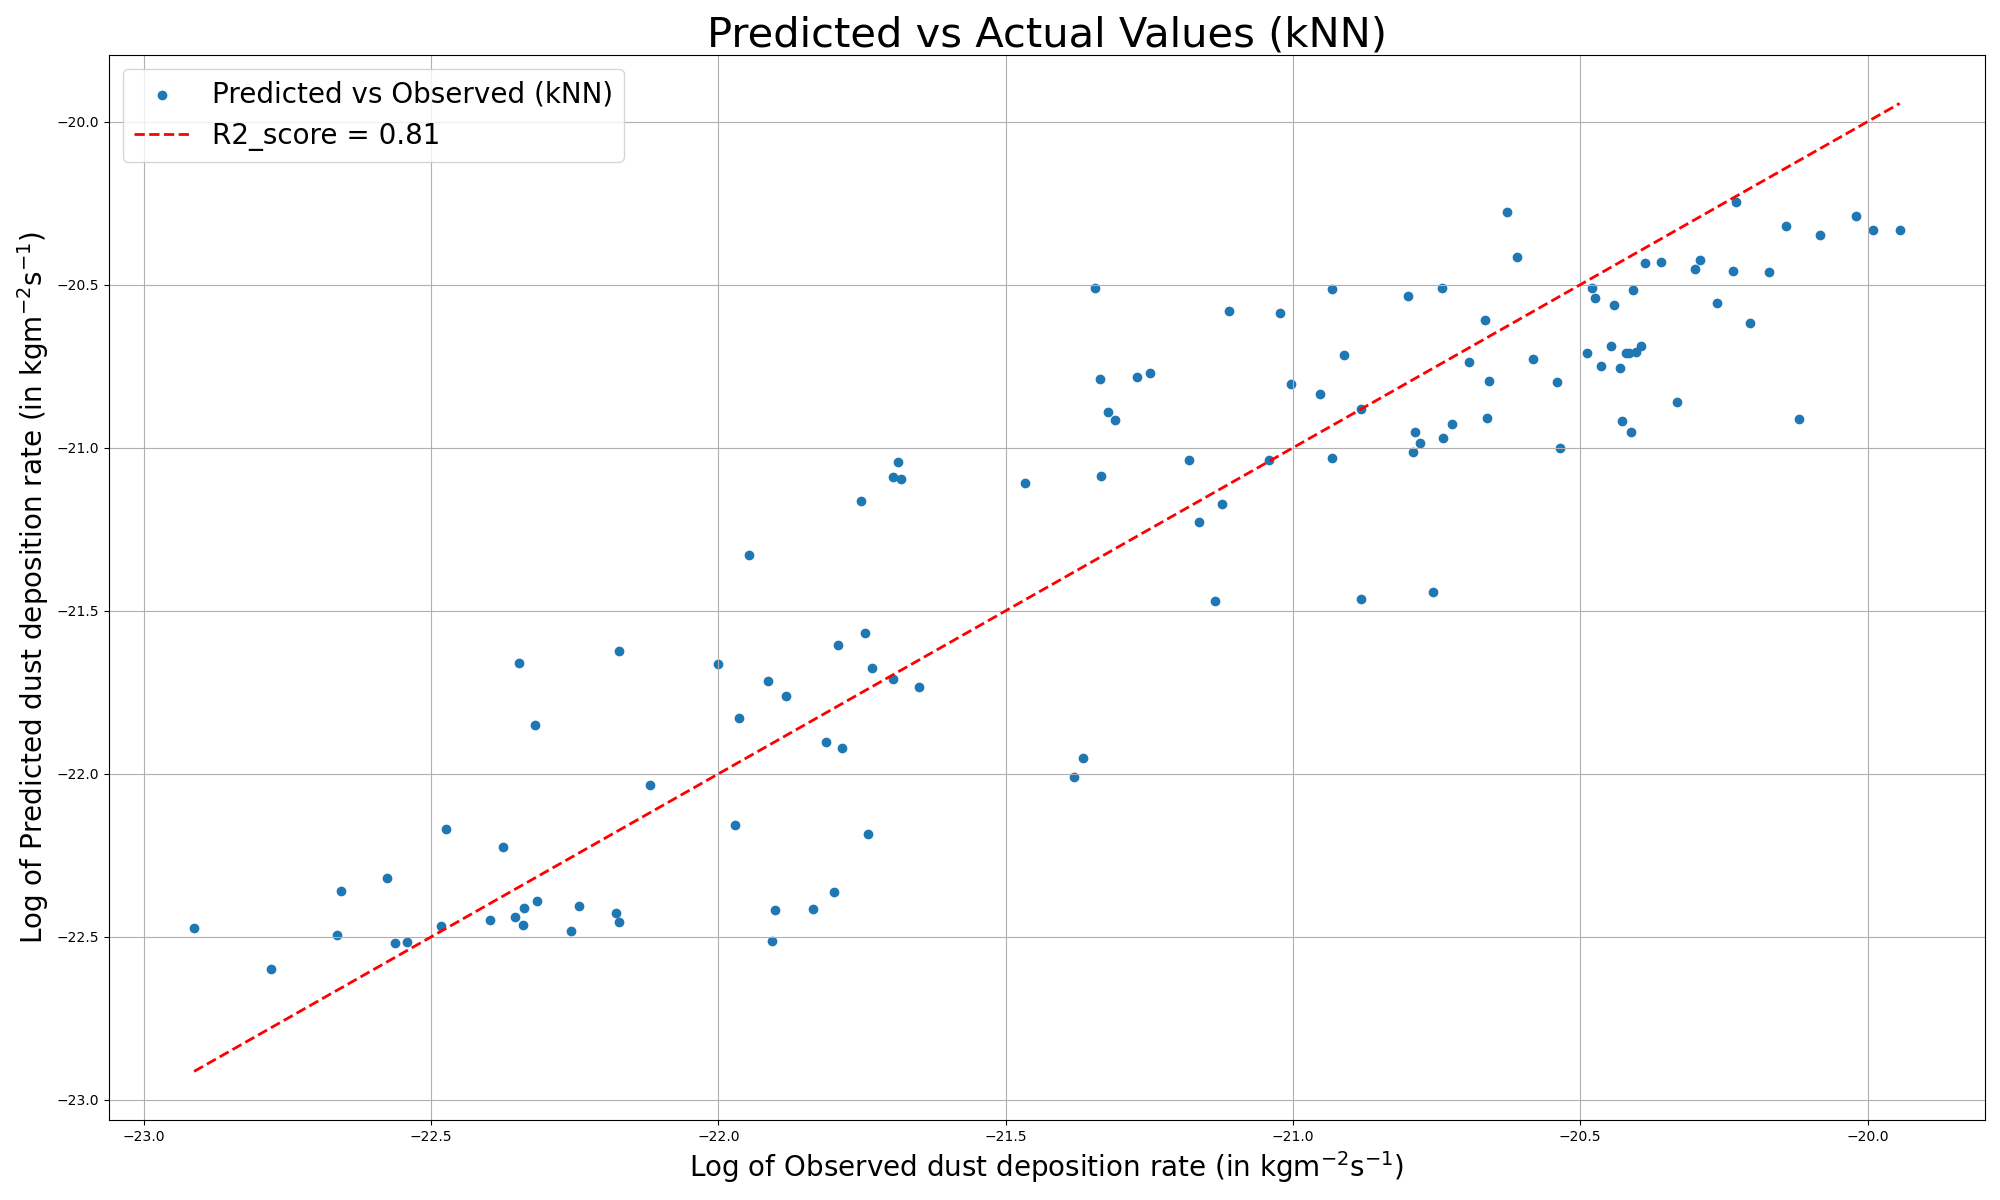 Predicted vs Actual Values (kNN)
Predicted vs Observed (kNN)
R2_score = 0.81
Log of Predicted dust deposition rate (in kgm⁻²s⁻¹)
−20.0
−20.5
−21.0
−21.5
−22.0
−22.5
−23.0
−23.0 −22.5 −22.0 −21.5 −21.0 −20.5 −20.0
Log of Observed dust deposition rate (in kgm⁻²s⁻¹)